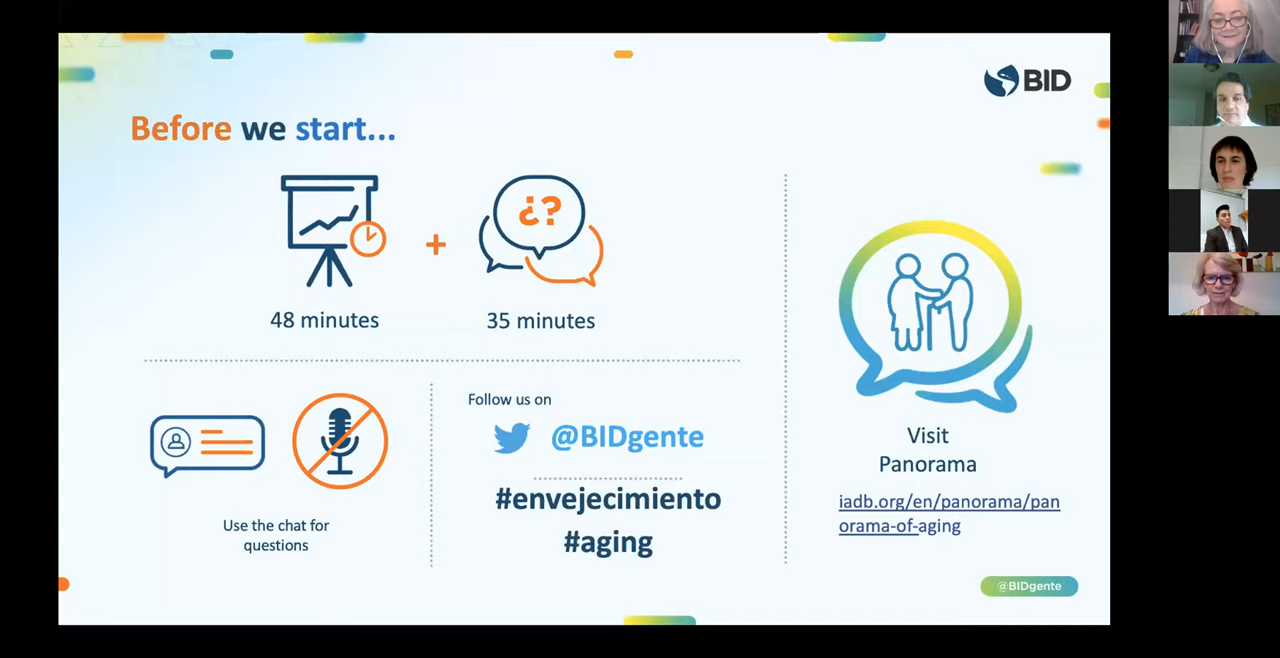 BID
Before we start...
¿?
+
48 minutes
35 minutes
Use the chat for
questions
Follow us on
@BIDgente
#envejecimiento
#aging
Visit
Panorama
iadb.org/en/panorama/pan
orama-of-aging
@BIDgente